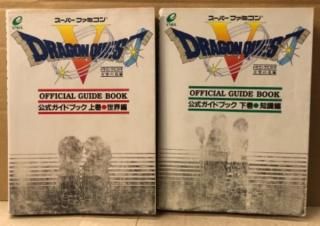 スーパーファミコン
DRAGON QUEST
V
OFFICIAL GUIDE BOOK
公式ガイドブック 上巻●世界編
スーパーファミコン
DRAGON QUEST
V
OFFICIAL GUIDE BOOK
公式ガイドブック 下巻●知識編